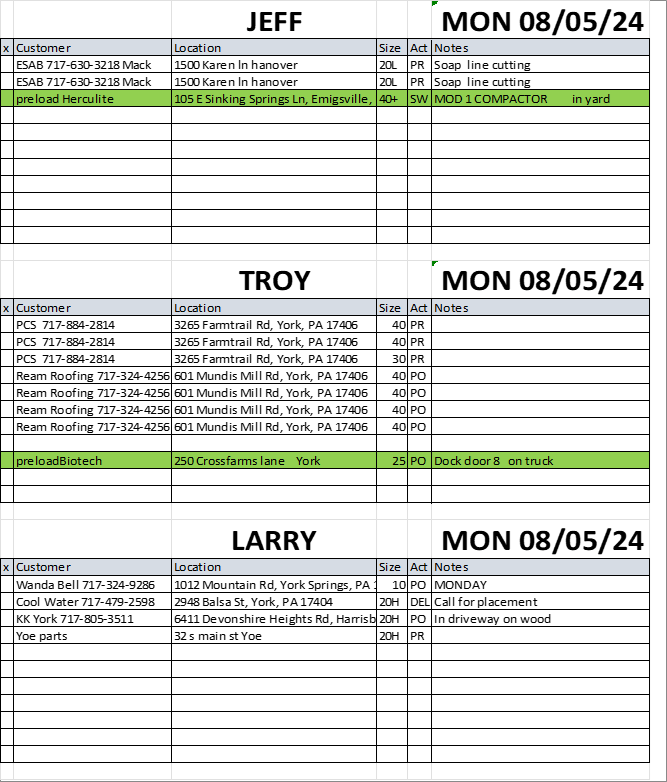 JEFF MON 08/05/24
x Customer Location Size Act Notes
ESAB 717-630-3218 Mack 1500 Karen ln hanover 20L PR Soap line cutting
ESAB 717-630-3218 Mack 1500 Karen ln hanover 20L PR Soap line cutting
preload Herculite 105 E Sinking Springs Ln, Emigsville, 40+ SW MOD 1 COMPACTOR in yard
TROY MON 08/05/24
x Customer Location Size Act Notes
PCS 717-884-2814 3265 Farmtrail Rd, York, PA 17406 40 PR
PCS 717-884-2814 3265 Farmtrail Rd, York, PA 17406 40 PR
PCS 717-884-2814 3265 Farmtrail Rd, York, PA 17406 30 PR
Ream Roofing 717-324-4256 601 Mundis Mill Rd, York, PA 17406 40 PO
Ream Roofing 717-324-4256 601 Mundis Mill Rd, York, PA 17406 40 PO
Ream Roofing 717-324-4256 601 Mundis Mill Rd, York, PA 17406 40 PO
Ream Roofing 717-324-4256 601 Mundis Mill Rd, York, PA 17406 40 PO
preloadBiotech 250 Crossfarms lane York 25 PO Dock door 8 on truck
LARRY MON 08/05/24
x Customer Location Size Act Notes
Wanda Bell 717-324-9286 1012 Mountain Rd, York Springs, PA 1 10 PO MONDAY
Cool Water 717-479-2598 2948 Balsa St, York, PA 17404 20H DEL Call for placement
KK York 717-805-3511 6411 Devonshire Heights Rd, Harrisb 20H PO In driveway on wood
Yoe parts 32 s main st Yoe 20H PR